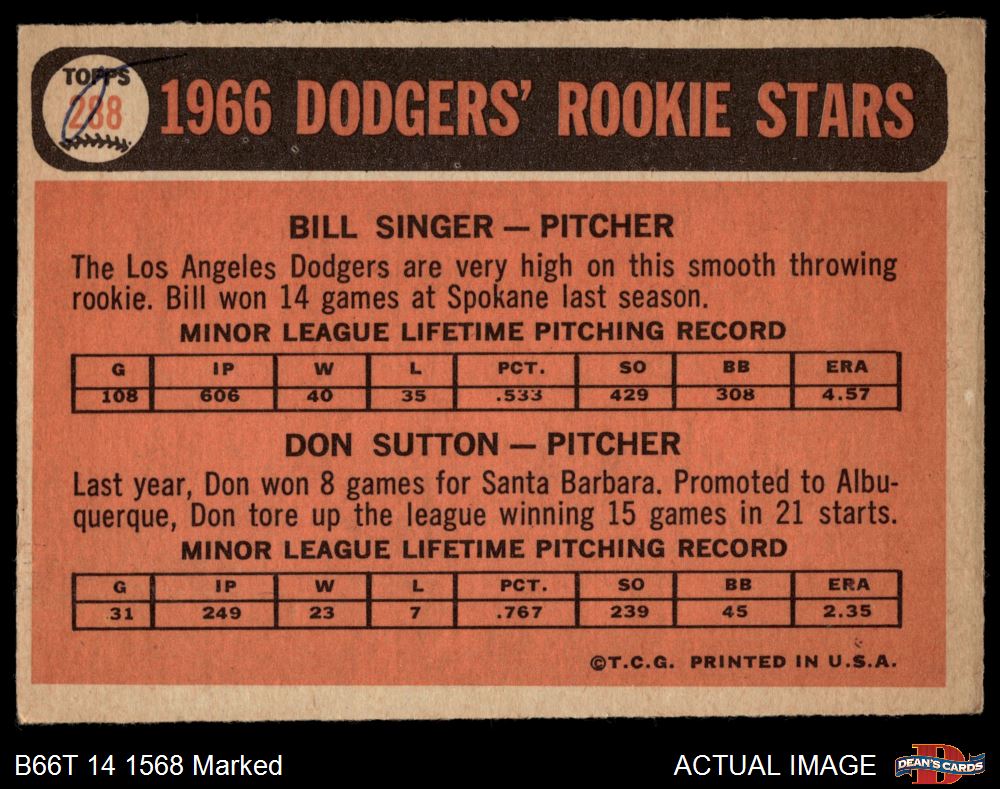 TOPPS
288
1966 DODGERS' ROOKIE STARS
BILL SINGER — PITCHER
The Los Angeles Dodgers are very high on this smooth throwing
rookie. Bill won 14 games at Spokane last season.
MINOR LEAGUE LIFETIME PITCHING RECORD
G IP W L PCT. SO BB ERA
108 606 40 35 .533 429 308 4.57
DON SUTTON — PITCHER
Last year, Don won 8 games for Santa Barbara. Promoted to Albu-
querque, Don tore up the league winning 15 games in 21 starts.
MINOR LEAGUE LIFETIME PITCHING RECORD
G IP W L PCT. SO BB ERA
31 249 23 7 .767 239 45 2.35
©T.C.G. PRINTED IN U.S.A.
B66T 14 1568 Marked
ACTUAL IMAGE
DEAN'S CARDS